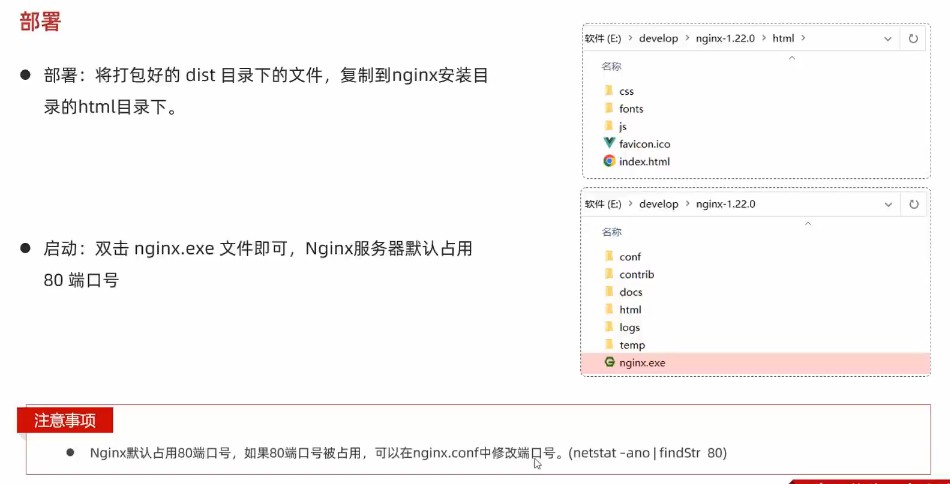 部署
● 部署：将打包好的 dist 目录下的文件，复制到nginx安装目
录的html目录下。
软件 (E:) > develop > nginx-1.22.0 > html >
名称
css
fonts
js
favicon.ico
index.html
● 启动：双击 nginx.exe 文件即可，Nginx服务器默认占用
80 端口号
软件 (E:) > develop > nginx-1.22.0
名称
conf
contrib
docs
html
logs
temp
nginx.exe
注意事项
● Nginx默认占用80端口号，如果80端口号被占用，可以在nginx.conf中修改端口号。(netstat –ano | findStr 80)